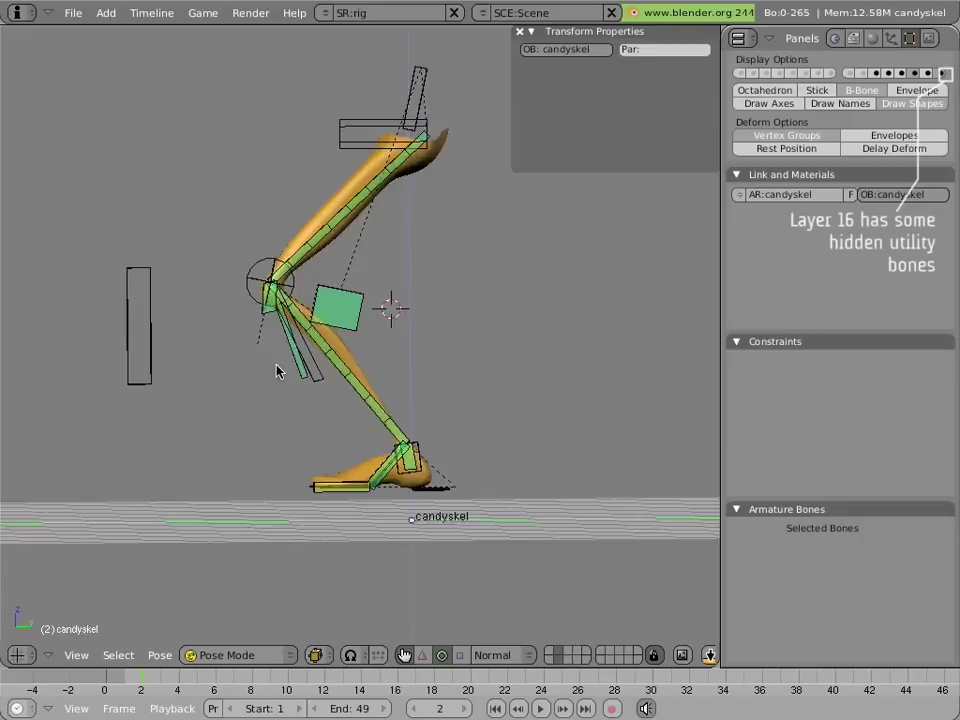 File Add Timeline Game Render Help SR:rig SCE:Scene www.blender.org 244 Bo:0-265 | Mem:12.58M candyskel
Transform Properties
OB: candyskel Par:
Panels
Display Options
Octahedron Stick B-Bone Envelope
Draw Axes Draw Names Draw Shapes
Deform Options
Vertex Groups Envelopes
Rest Position Delay Deform
Link and Materials
AR:candyskel F OB:candyskel
Layer 16 has some
hidden utility
bones
Constraints
Armature Bones
Selected Bones
candyskel
z
y
(2) candyskel
View Select Pose Pose Mode Normal
-4 -2 0 2 4 6 8 10 12 14 16 18 20 22 24 26 28 30 32 34 36 38 40 42 44 46
View Frame Playback Pr Start: 1 End: 49 2